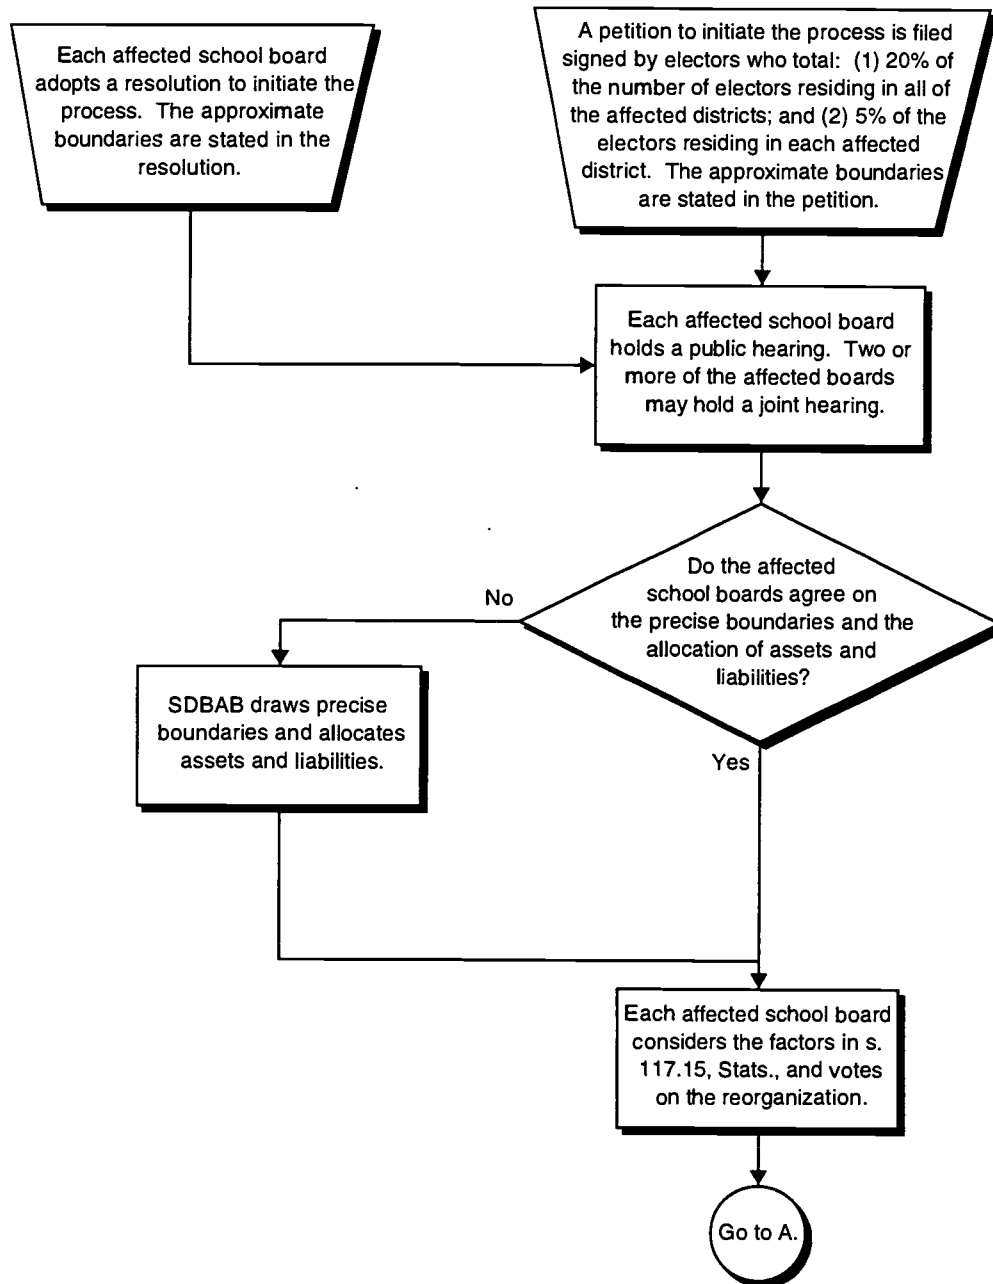 Each affected school board
adopts a resolution to initiate the
process. The approximate
boundaries are stated in the
resolution.
A petition to initiate the process is filed
signed by electors who total: (1) 20% of
the number of electors residing in all of
the affected districts; and (2) 5% of the
electors residing in each affected
district. The approximate boundaries
are stated in the petition.
Each affected school board
holds a public hearing. Two or
more of the affected boards
may hold a joint hearing.
Do the affected
school boards agree on
the precise boundaries and the
allocation of assets and
liabilities?
No
SDBAB draws precise
boundaries and allocates
assets and liabilities.
Yes
Each affected school board
considers the factors in s.
117.15, Stats., and votes
on the reorganization.
Go to A.